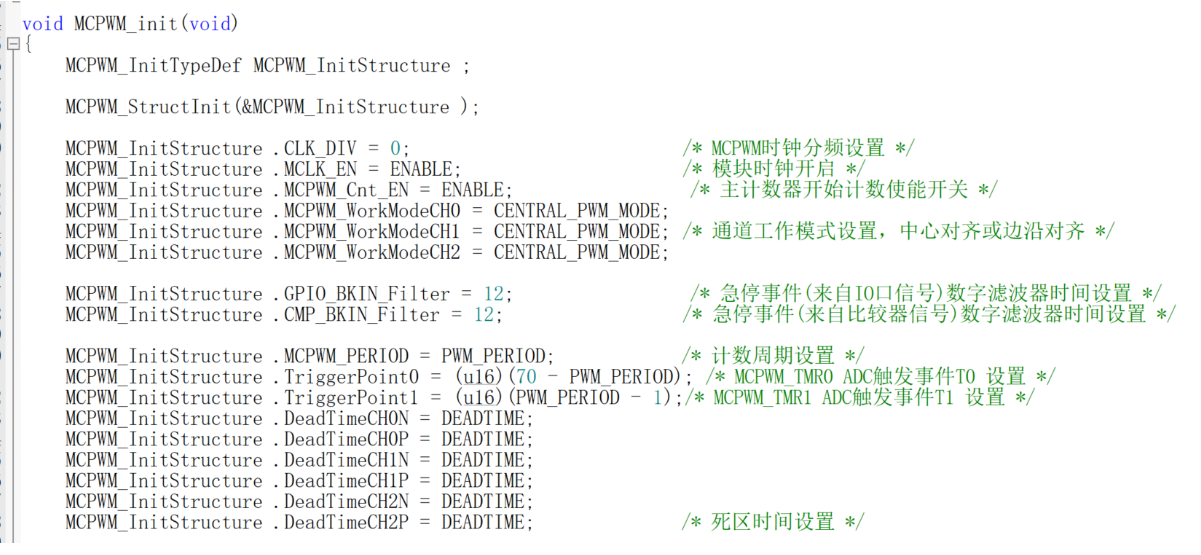 void MCPWM_init(void)
{
MCPWM_InitTypeDef MCPWM_InitStructure ;
MCPWM_StructInit(&MCPWM_InitStructure );
MCPWM_InitStructure .CLK_DIV = 0; /* MCPWM时钟分频设置 */
MCPWM_InitStructure .MCLK_EN = ENABLE; /* 模块时钟开启 */
MCPWM_InitStructure .MCPWM_Cnt_EN = ENABLE; /* 主计数器开始计数使能开关 */
MCPWM_InitStructure .MCPWM_WorkModeCH0 = CENTRAL_PWM_MODE;
MCPWM_InitStructure .MCPWM_WorkModeCH1 = CENTRAL_PWM_MODE; /* 通道工作模式设置，中心对齐或边沿对齐 */
MCPWM_InitStructure .MCPWM_WorkModeCH2 = CENTRAL_PWM_MODE;
MCPWM_InitStructure .GPIO_BKIN_Filter = 12; /* 急停事件(来自IO口信号)数字滤波器时间设置 */
MCPWM_InitStructure .CMP_BKIN_Filter = 12; /* 急停事件(来自比较器信号)数字滤波器时间设置 */
MCPWM_InitStructure .MCPWM_PERIOD = PWM_PERIOD; /* 计数周期设置 */
MCPWM_InitStructure .TriggerPoint0 = (u16)(70 - PWM_PERIOD); /* MCPWM_TMR0 ADC触发事件T0 设置 */
MCPWM_InitStructure .TriggerPoint1 = (u16)(PWM_PERIOD - 1);/* MCPWM_TMR1 ADC触发事件T1 设置 */
MCPWM_InitStructure .DeadTimeCH0N = DEADTIME;
MCPWM_InitStructure .DeadTimeCH0P = DEADTIME;
MCPWM_InitStructure .DeadTimeCH1N = DEADTIME;
MCPWM_InitStructure .DeadTimeCH1P = DEADTIME;
MCPWM_InitStructure .DeadTimeCH2N = DEADTIME;
MCPWM_InitStructure .DeadTimeCH2P = DEADTIME; /* 死区时间设置 */